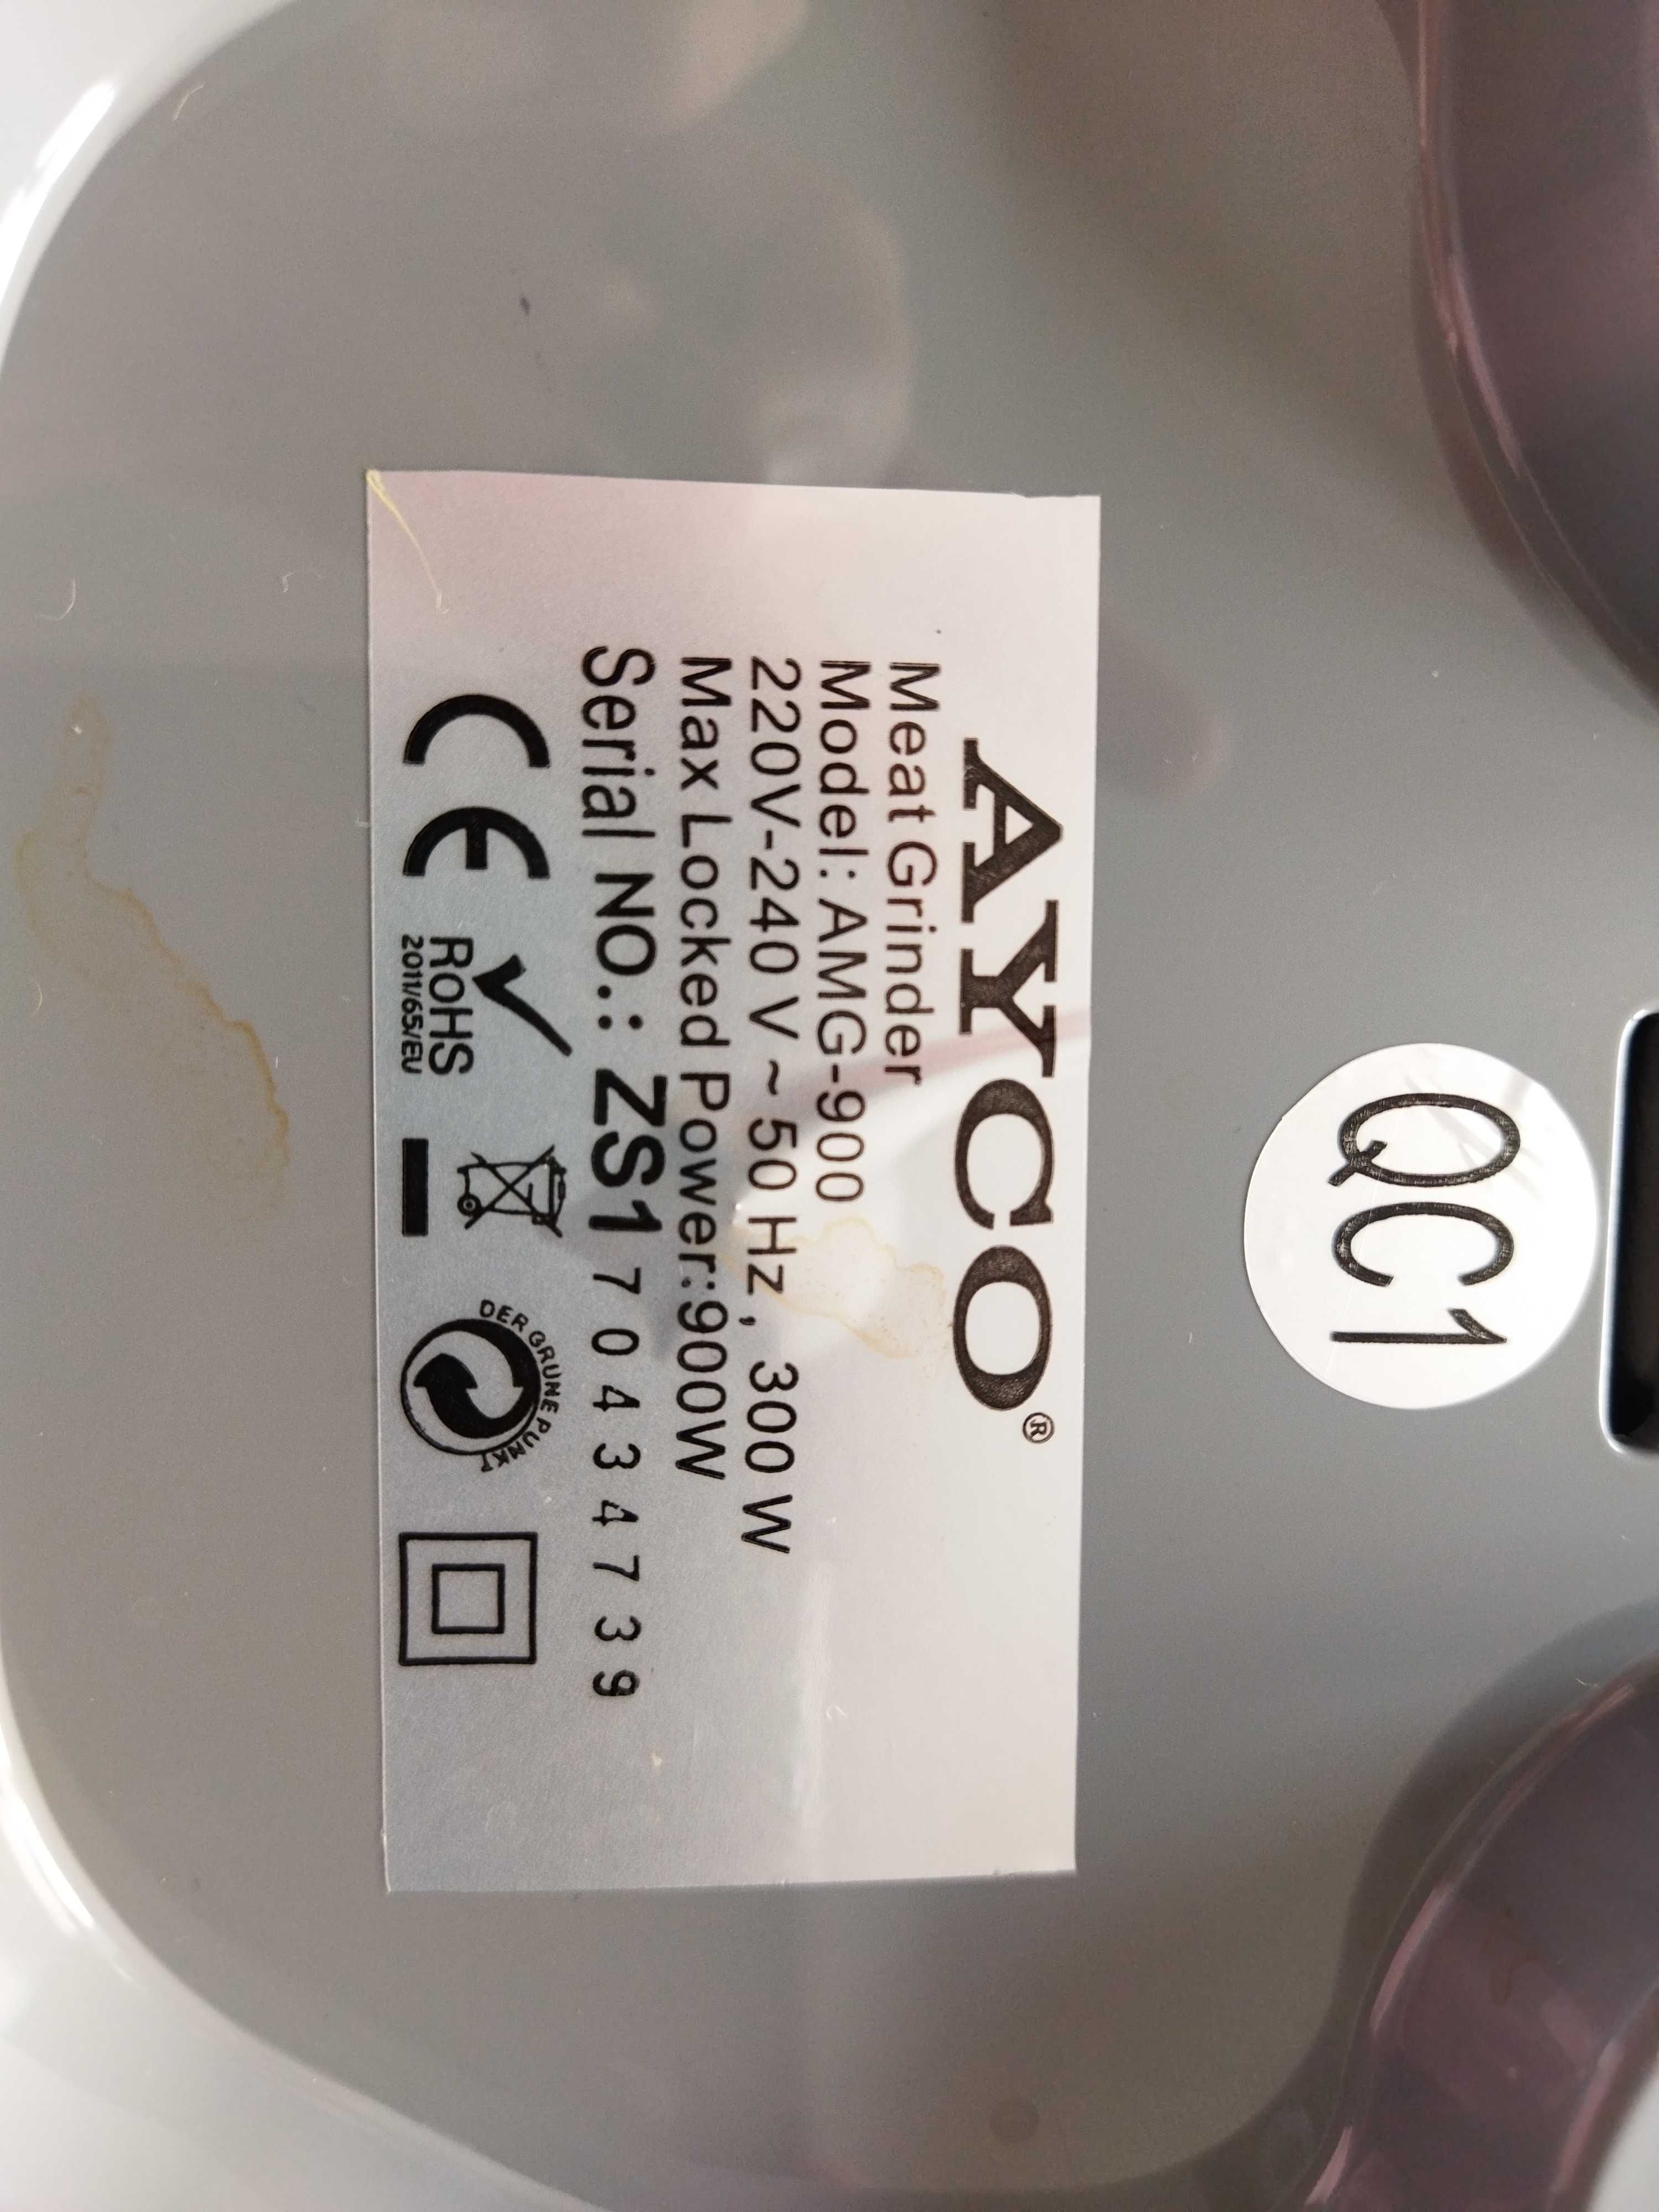 AYCO®
Meat Grinder
Model: AMG-900
220V-240 V ~ 50 Hz , 300 W
Max Locked Power:900W
Serial NO.: ZS1 7 0 4 3 4 7 3 9
CE
RoHS
2011/65/EU
DER GRÜNE PUNKT
QC1